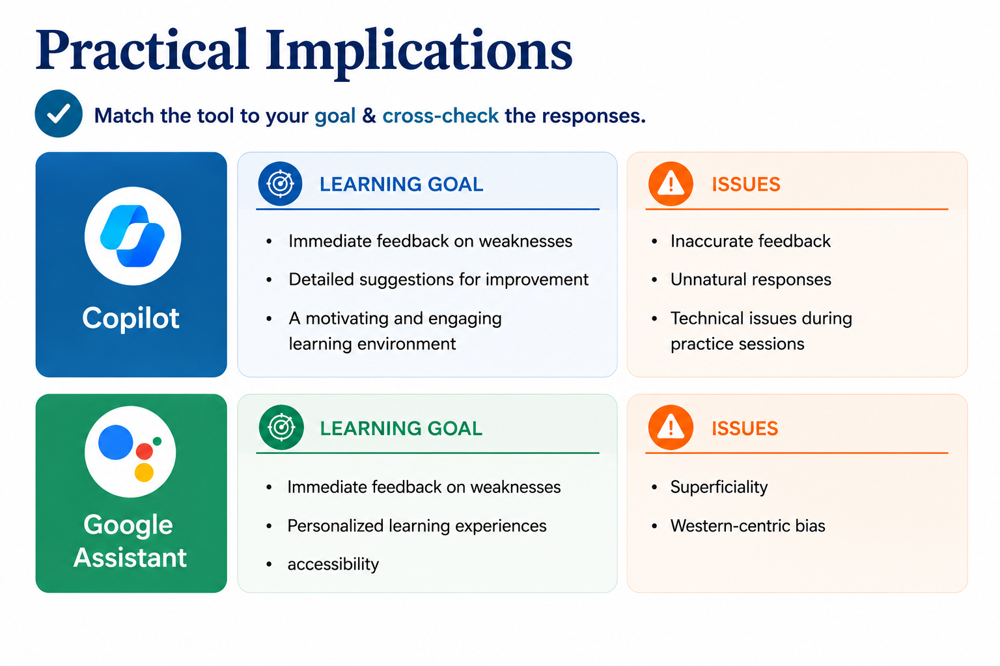 Practical Implications
Match the tool to your goal & cross-check the responses.
Copilot
LEARNING GOAL
• Immediate feedback on weaknesses
• Detailed suggestions for improvement
• A motivating and engaging
learning environment
ISSUES
• Inaccurate feedback
• Unnatural responses
• Technical issues during
practice sessions
Google
Assistant
LEARNING GOAL
• Immediate feedback on weaknesses
• Personalized learning experiences
• accessibility
ISSUES
• Superficiality
• Western-centric bias